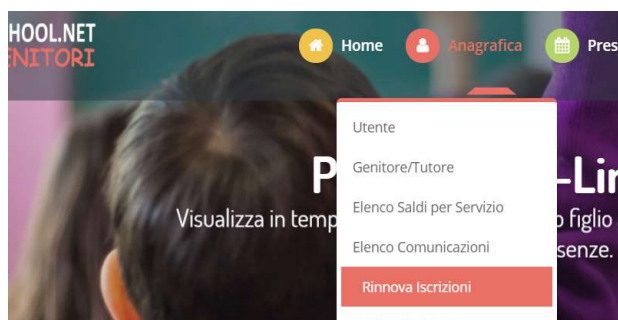 HOOL.NET
ENITORI
Home
Anagrafica
Pres
Utente
Genitore/Tutore
Elenco Saldi per Servizio
Elenco Comunicazioni
Rinnova Iscrizioni
P
-Lin
Visualizza in temp
o figlio
senze.